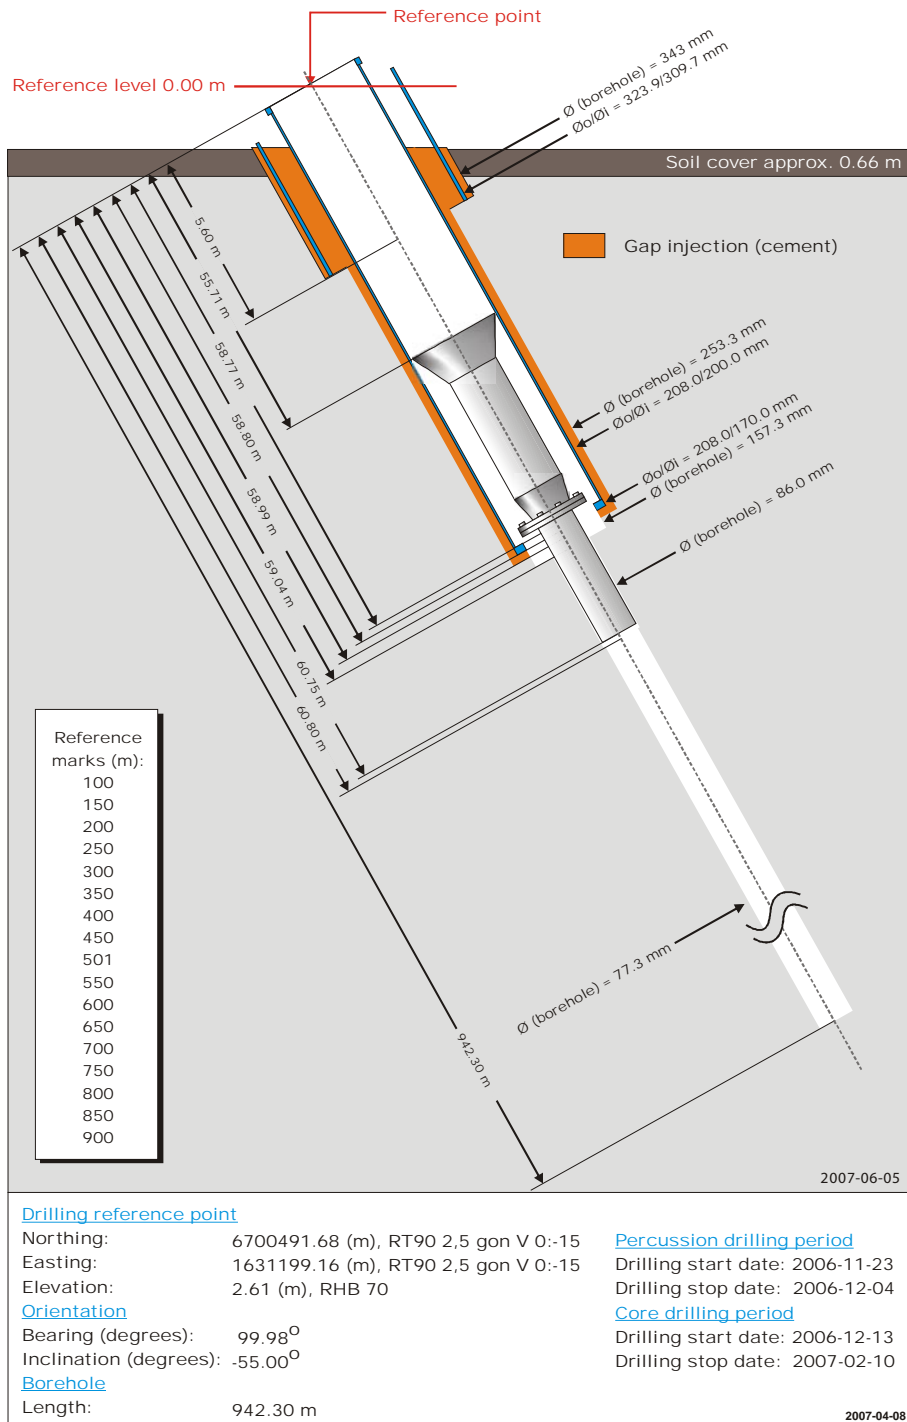 Reference point
Reference level 0.00 m
Ø (borehole) = 343 mm
Øo/Øi = 323.9/309.7 mm
Soil cover approx. 0.66 m
Gap injection (cement)
5.60 m
55.71 m
58.77 m
58.80 m
58.99 m
59.04 m
60.75 m
60.80 m
942.30 m
Ø (borehole) = 253.3 mm
Øo/Øi = 208.0/200.0 mm
Øo/Øi = 208.0/170.0 mm
Ø (borehole) = 157.3 mm
Ø (borehole) = 86.0 mm
Ø (borehole) = 77.3 mm
Reference
marks (m):
100
150
200
250
300
350
400
450
501
550
600
650
700
750
800
850
900
2007-06-05
Drilling reference point
Northing: 6700491.68 (m), RT90 2,5 gon V 0:-15
Easting: 1631199.16 (m), RT90 2,5 gon V 0:-15
Elevation: 2.61 (m), RHB 70
Orientation
Bearing (degrees): 99.98°
Inclination (degrees): -55.00°
Borehole
Length: 942.30 m
Percussion drilling period
Drilling start date: 2006-11-23
Drilling stop date: 2006-12-04
Core drilling period
Drilling start date: 2006-12-13
Drilling stop date: 2007-02-10
2007-04-08